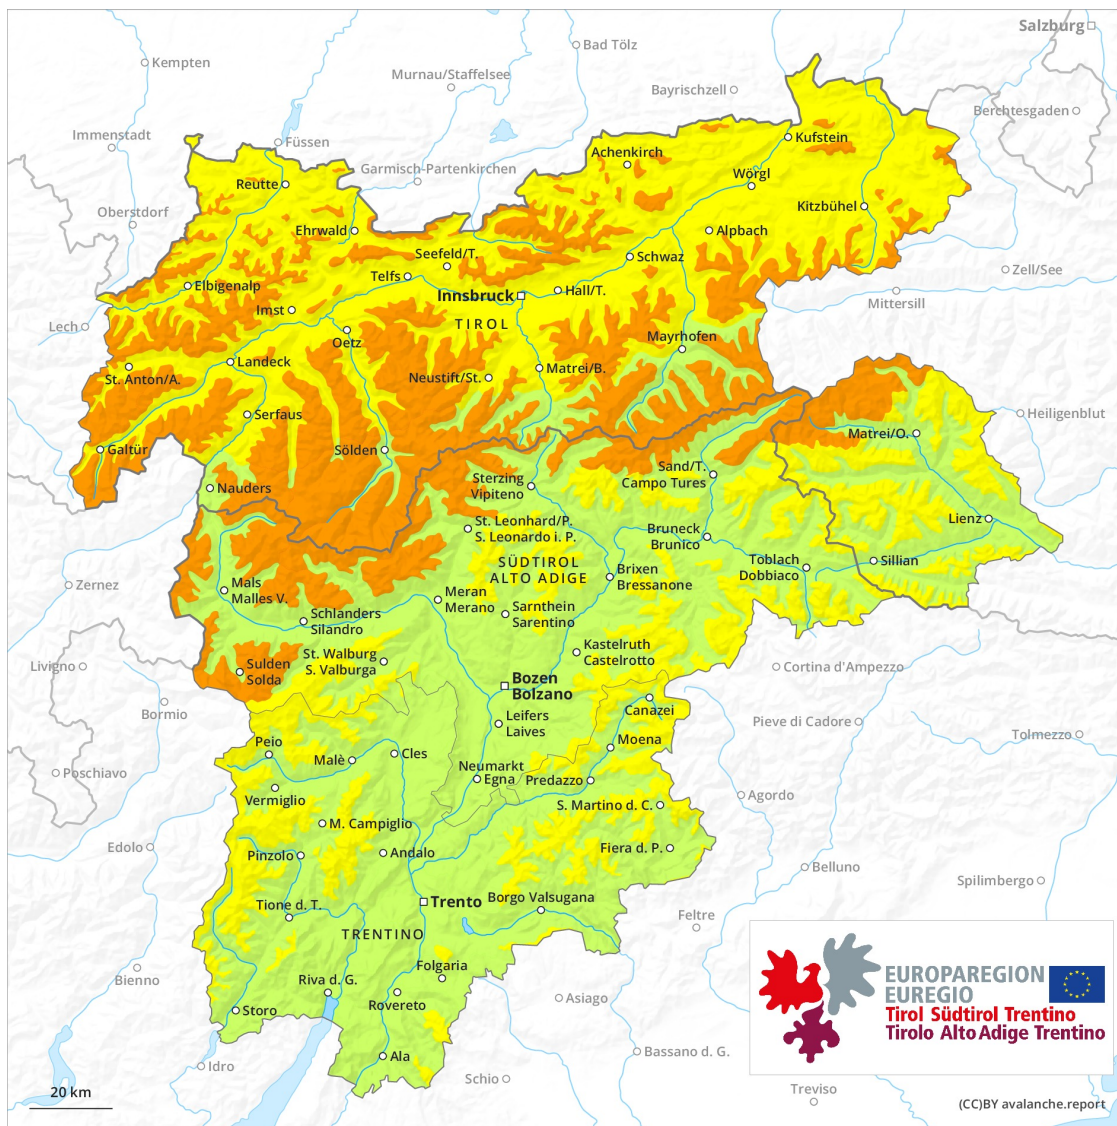 Salzburg
Bad Tölz
Kempten
Murnau/Staffelsee
Bayrischzell
Berchtesgaden
Immenstadt
Füssen
Kufstein
Achenkirch
Garmisch-Partenkirchen
Wörgl
Reutte
Oberstdorf
Kitzbühel
Ehrwald
Alpbach
Seefeld/T.
Schwaz
Telfs
Zell/See
Elbigenalp
Hall/T.
Innsbruck
Mittersill
Imst
TIROL
Lech
Oetz
Mayrhofen
Landeck
Matrei/B.
St. Anton/A.
Neustift/St.
Serfaus
Heiligenblut
Matrei/O.
Galtür
Sölden
Sand/T.
Campo Tures
Sterzing
Vipiteno
Nauders
Lienz
St. Leonhard/P.
S. Leonardo i. P.
Bruneck
Brunico
SÜDTIROL
ALTO ADIGE
Toblach
Dobbiaco
Sillian
Brixen
Bressanone
Zernez
Mals
Malles V.
Meran
Merano
Sarnthein
Sarentino
Schlanders
Silandro
Kastelruth
Castelrotto
St. Walburg
S. Valburga
Livigno
Sulden
Solda
Cortina d'Ampezzo
Bozen
Bolzano
Bormio
Canazei
Leifers
Laives
Pieve di Cadore
Tolmezzo
Peio
Moena
Cles
Malè
Poschiavo
Neumarkt
Egna
Predazzo
Vermiglio
Agordo
S. Martino d. C.
M. Campiglio
Edolo
Pinzolo
Andalo
Fiera d. P.
Belluno
Spilimbergo
Borgo Valsugana
Trento
Tione d. T.
Feltre
TRENTINO
Folgaria
Bienno
Riva d. G.
Rovereto
Asiago
Storo
EUROPAREGION
EUREGIO
Tirol Südtirol Trentino
Tirolo Alto Adige Trentino
Ala
Bassano d. G.
Idro
Schio
20 km
Treviso
(CC)BY avalanche.report